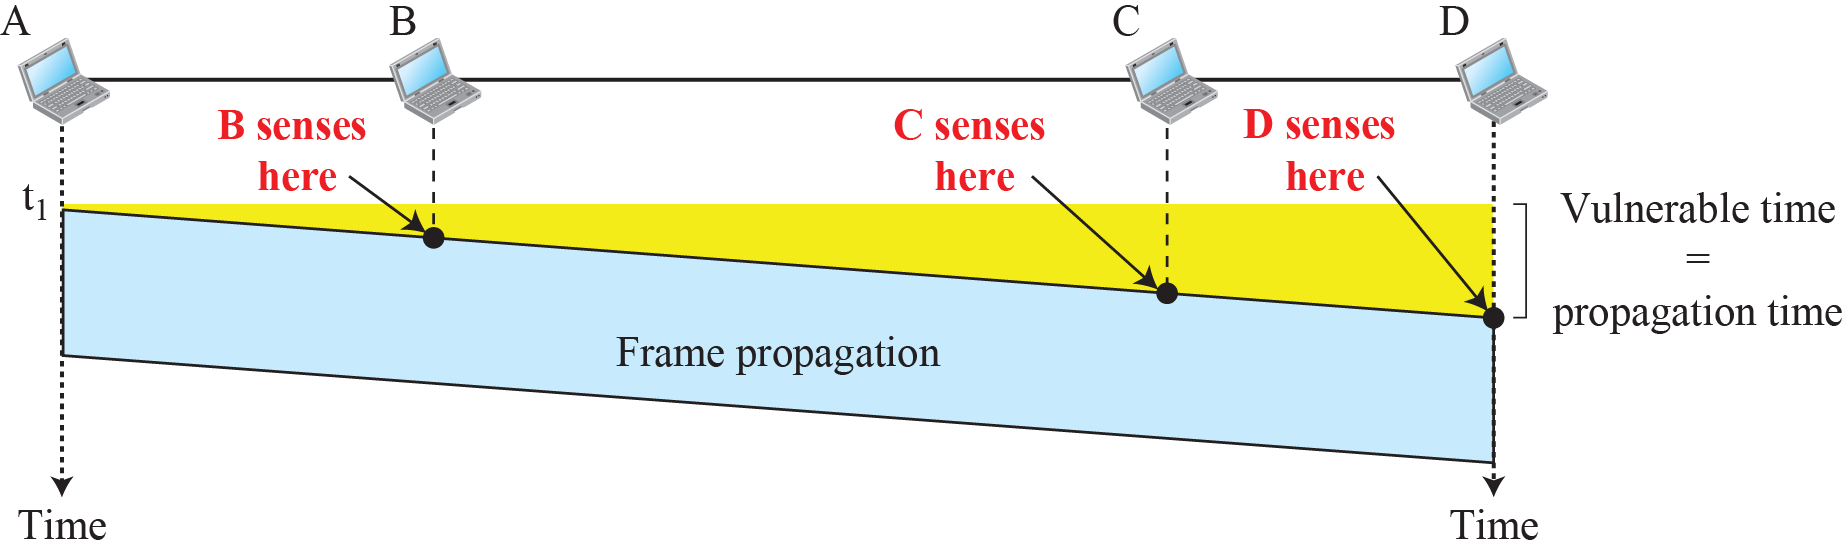 A
B
C
D
B senses
here
C senses
here
D senses
here
t1
Vulnerable time
=
propagation time
Frame propagation
Time
Time